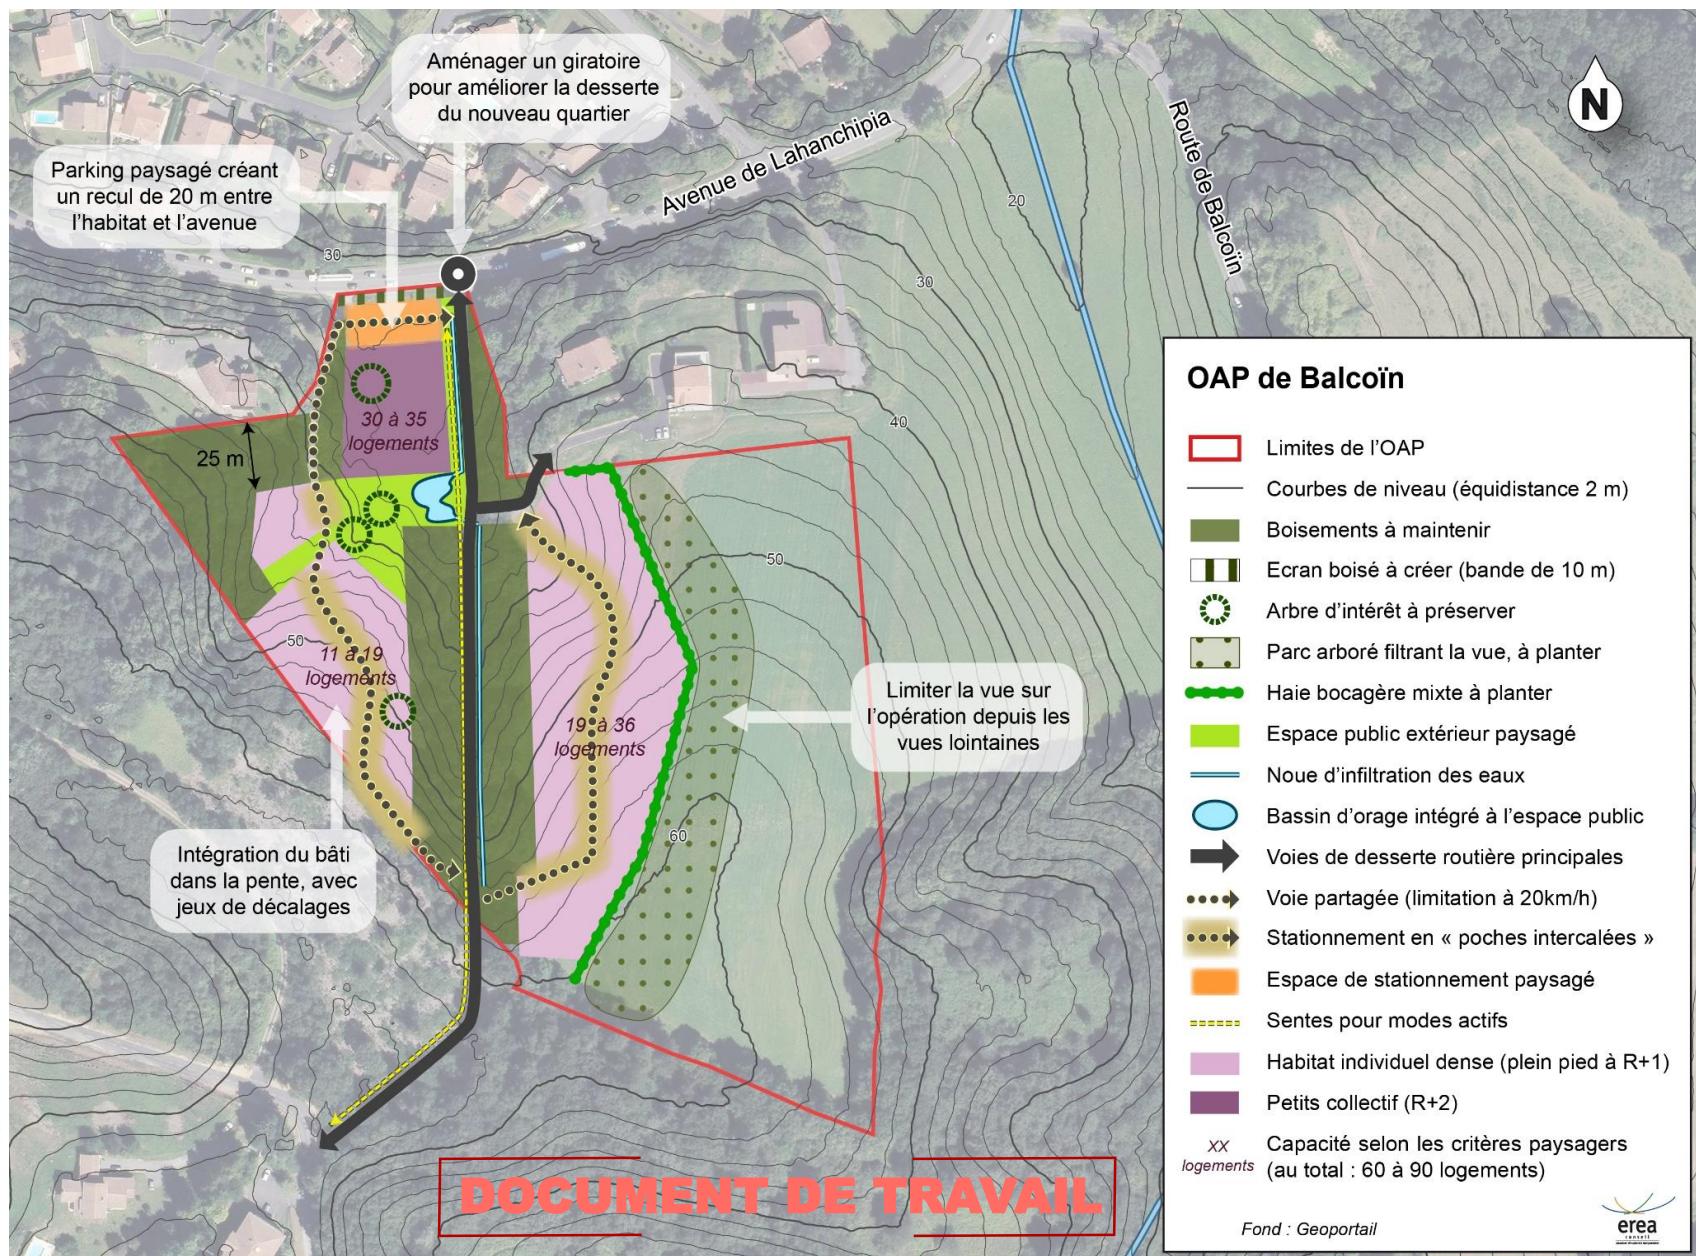 Aménager un giratoire
pour améliorer la desserte
du nouveau quartier
Parking paysagé créant
un recul de 20 m entre
l'habitat et l'avenue
Avenue de Lahanchipia
Route de Balcoïn
N
20
30
30
40
50
50
60
25 m
30 à 35
logements
11 à 19
logements
19 à 36
logements
Limiter la vue sur
l'opération depuis les
vues lointaines
Intégration du bâti
dans la pente, avec
jeux de décalages
OAP de Balcoïn
Limites de l'OAP
Courbes de niveau (équidistance 2 m)
Boisements à maintenir
Ecran boisé à créer (bande de 10 m)
Arbre d'intérêt à préserver
Parc arboré filtrant la vue, à planter
Haie bocagère mixte à planter
Espace public extérieur paysagé
Noue d'infiltration des eaux
Bassin d'orage intégré à l'espace public
Voies de desserte routière principales
Voie partagée (limitation à 20km/h)
Stationnement en « poches intercalées »
Espace de stationnement paysagé
Sentes pour modes actifs
Habitat individuel dense (plein pied à R+1)
Petits collectif (R+2)
XX
logements
Capacité selon les critères paysagers
(au total : 60 à 90 logements)
Fond : Geoportail
erea
conseil
DOCUMENT DE TRAVAIL